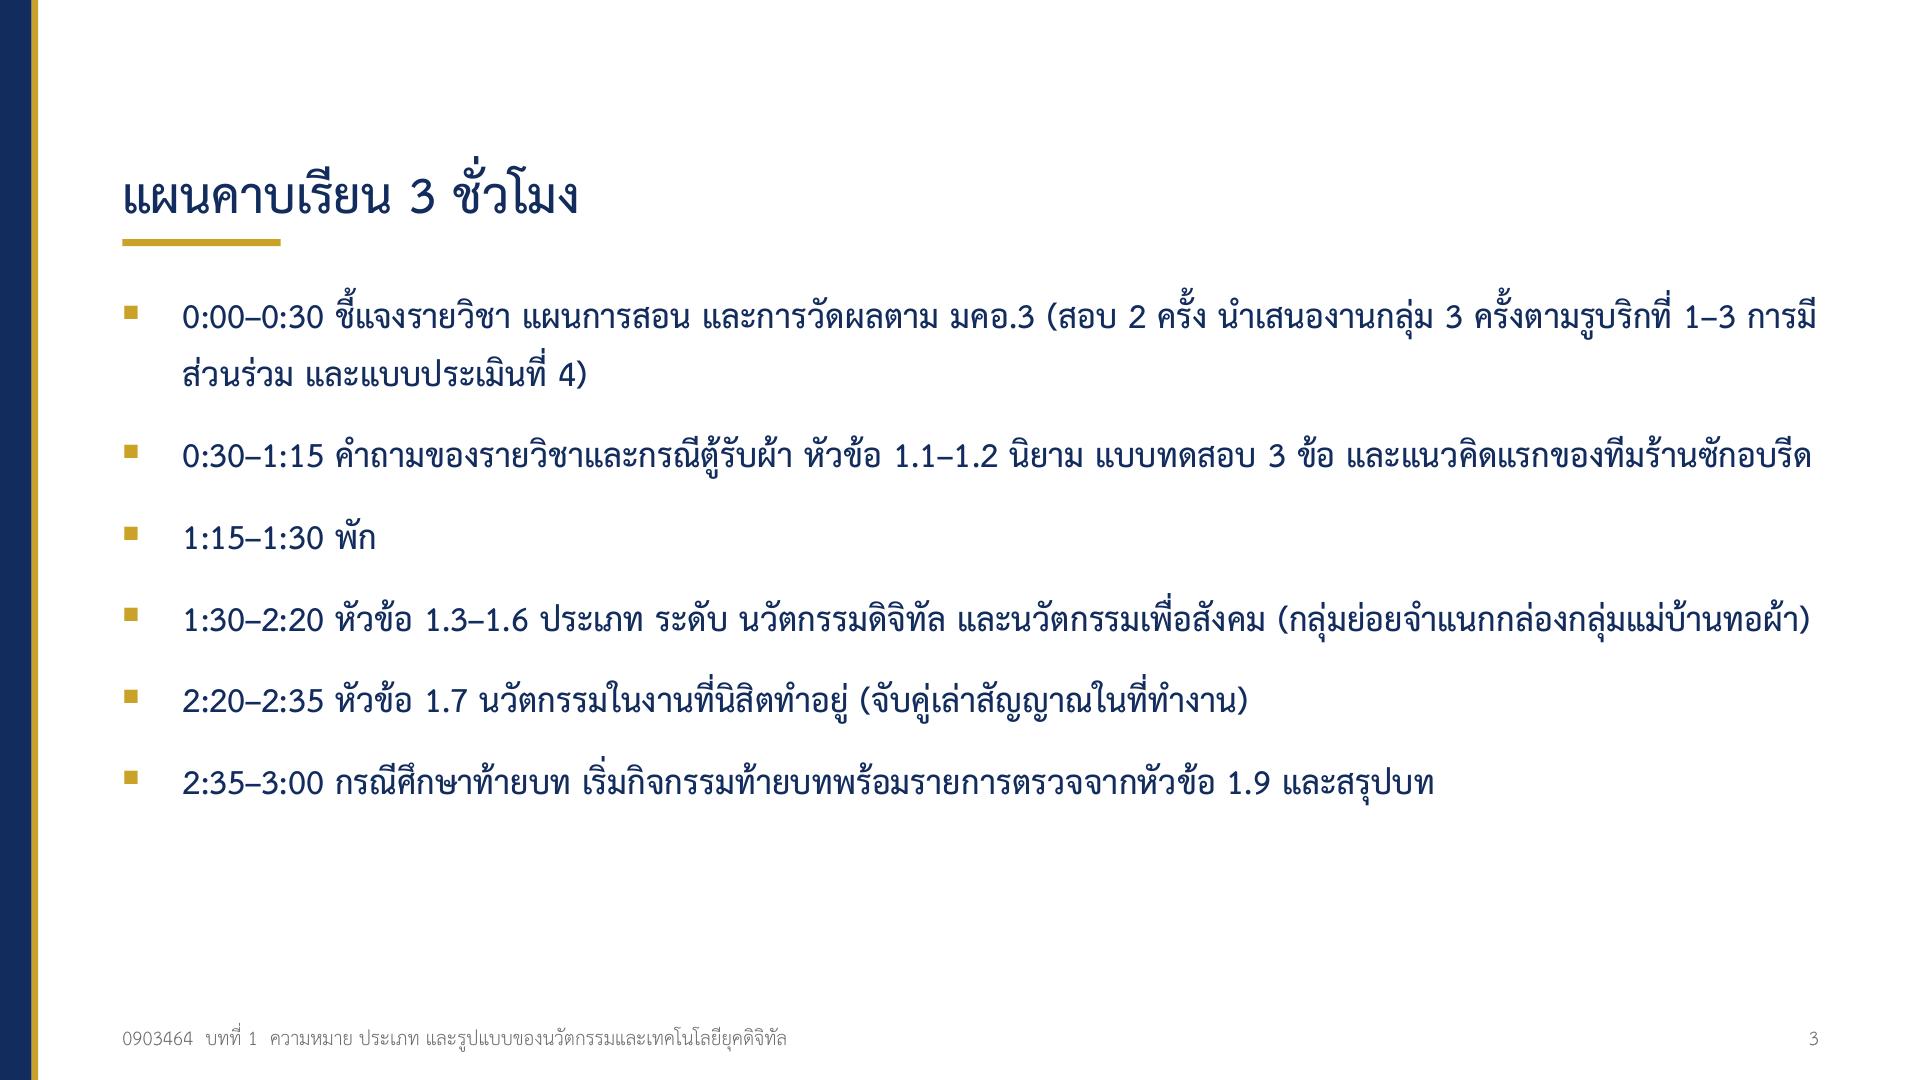 แผนคาบเรียน 3 ชั่วโมง
0:00–0:30 ชี้แจงรายวิชา แผนการสอน และการวัดผลตาม มคอ.3 (สอบ 2 ครั้ง นำเสนองานกลุ่ม 3 ครั้งตามรูบริกที่ 1–3 การมี
ส่วนร่วม และแบบประเมินที่ 4)
0:30–1:15 คำถามของรายวิชาและกรณีตู้รับผ้า หัวข้อ 1.1–1.2 นิยาม แบบทดสอบ 3 ข้อ และแนวคิดแรกของทีมร้านซักอบรีด
1:15–1:30 พัก
1:30–2:20 หัวข้อ 1.3–1.6 ประเภท ระดับ นวัตกรรมดิจิทัล และนวัตกรรมเพื่อสังคม (กลุ่มย่อยจำแนกกล่องกลุ่มแม่บ้านทอผ้า)
2:20–2:35 หัวข้อ 1.7 นวัตกรรมในงานที่นิสิตทำอยู่ (จับคู่เล่าสัญญาณในที่ทำงาน)
2:35–3:00 กรณีศึกษาท้ายบท เริ่มกิจกรรมท้ายบทพร้อมรายการตรวจจากหัวข้อ 1.9 และสรุปบท
0903464 บทที่ 1 ความหมาย ประเภท และรูปแบบของนวัตกรรมและเทคโนโลยียุคดิจิทัล
3